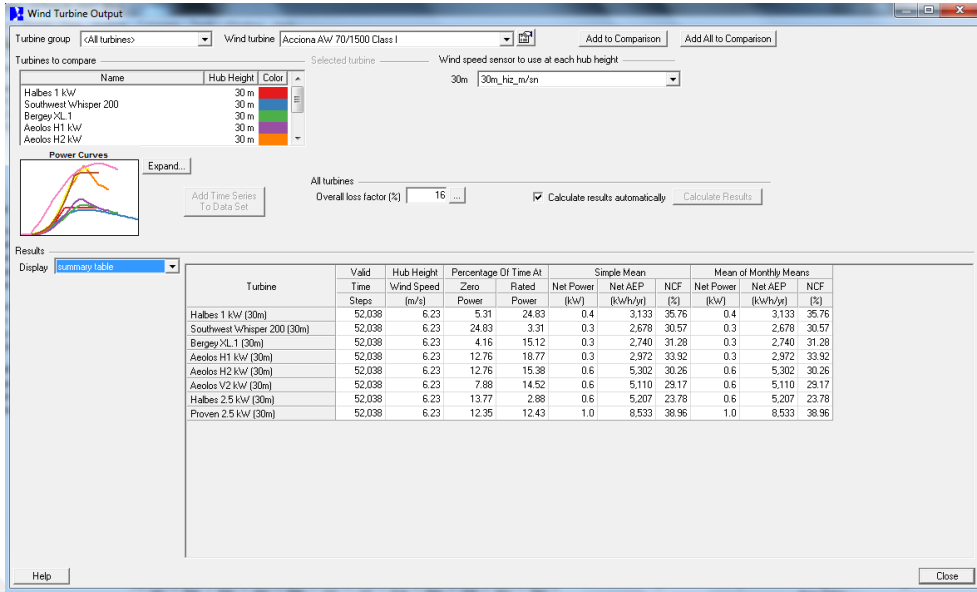 Wind Turbine Output
Turbine group <All turbines> Wind turbine Acciona AW 70/1500 Class I Add to Comparison Add All to Comparison
Turbines to compare Selected turbine Wind speed sensor to use at each hub height
Name Hub Height Color 30m 30m_hiz_m/sn
Halbes 1 kW 30 m
Southwest Whisper 200 30 m
Bergey XL.1 30 m
Aeolos H1 kW 30 m
Aeolos H2 kW 30 m
Power Curves
Expand...
All turbines
Add Time Series
To Data Set
Overall loss factor (%) 16 ... Calculate results automatically Calculate Results
Results
Display summary table
Valid Hub Height Percentage Of Time At Simple Mean Mean of Monthly Means
Turbine Time Wind Speed Zero Rated Net Power Net AEP NCF Net Power Net AEP NCF
Steps (m/s) Power Power (kW) (kWh/yr) (%) (kW) (kWh/yr) (%)
Halbes 1 kW (30m) 52,038 6.23 5.31 24.83 0.4 3,133 35.76 0.4 3,133 35.76
Southwest Whisper 200 (30m) 52,038 6.23 24.83 3.31 0.3 2,678 30.57 0.3 2,678 30.57
Bergey XL.1 (30m) 52,038 6.23 4.16 15.12 0.3 2,740 31.28 0.3 2,740 31.28
Aeolos H1 kW (30m) 52,038 6.23 12.76 18.77 0.3 2,972 33.92 0.3 2,972 33.92
Aeolos H2 kW (30m) 52,038 6.23 12.76 15.38 0.6 5,302 30.26 0.6 5,302 30.26
Aeolos V2 kW (30m) 52,038 6.23 7.88 14.52 0.6 5,110 29.17 0.6 5,110 29.17
Halbes 2.5 kW (30m) 52,038 6.23 13.77 2.88 0.6 5,207 23.78 0.6 5,207 23.78
Proven 2.5 kW (30m) 52,038 6.23 12.35 12.43 1.0 8,533 38.96 1.0 8,533 38.96
Help Close